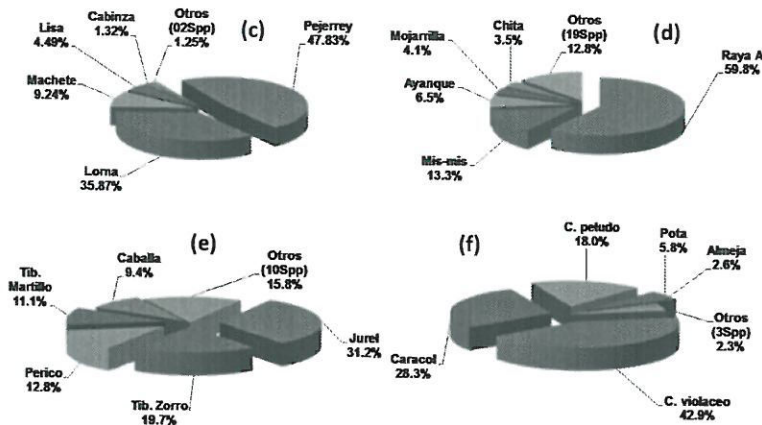 (c)
Otros
(02Spp)
1.25%
Cabinza
1.32%
Lisa
4.49%
Machete
9.24%
Loma
35.87%
Pejerrey
47.83%
(d)
Otros
(19Spp)
12.8%
Chita
3.5%
Mojarrilla
4.1%
Ayanque
6.5%
Mis-mis
13.3%
Raya A
59.8%
(e)
Otros
(10Spp)
15.8%
Caballa
9.4%
Tib.
Martillo
11.1%
Perico
12.8%
Tib. Zorro
19.7%
Jurel
31.2%
(f)
C. peludo
18.0%
Pota
5.8%
Almeja
2.6%
Otros
(3Spp)
2.3%
Caracol
28.3%
C. violaceo
42.9%